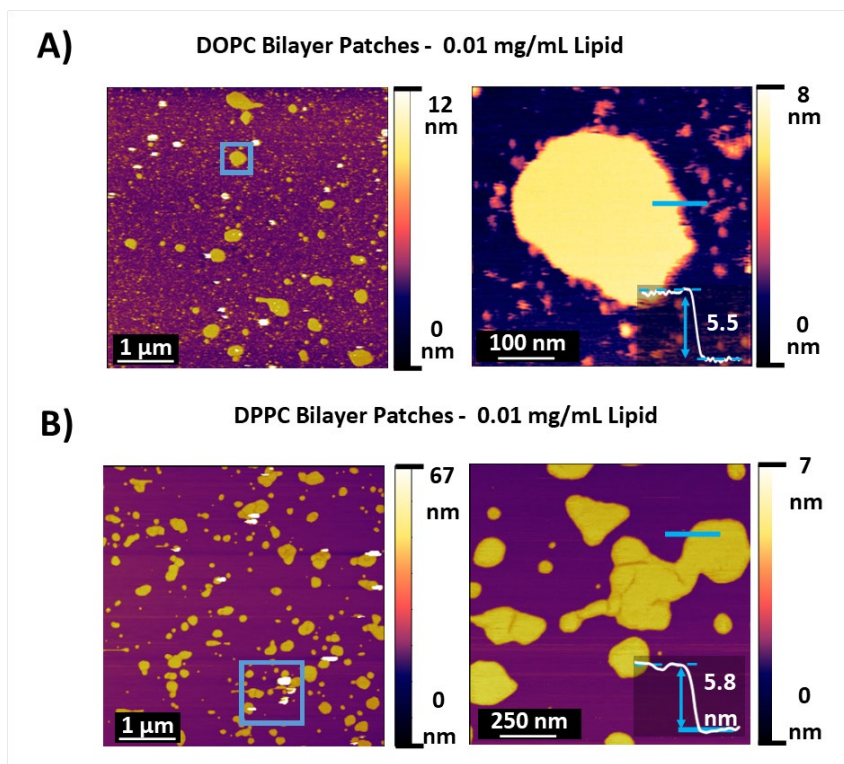 A)
DOPC Bilayer Patches - 0.01 mg/mL Lipid
12
nm
0
nm
1 µm
8
nm
0
nm
100 nm
5.5
B)
DPPC Bilayer Patches - 0.01 mg/mL Lipid
67
nm
0
nm
1 µm
7
nm
0
nm
250 nm
5.8
nm